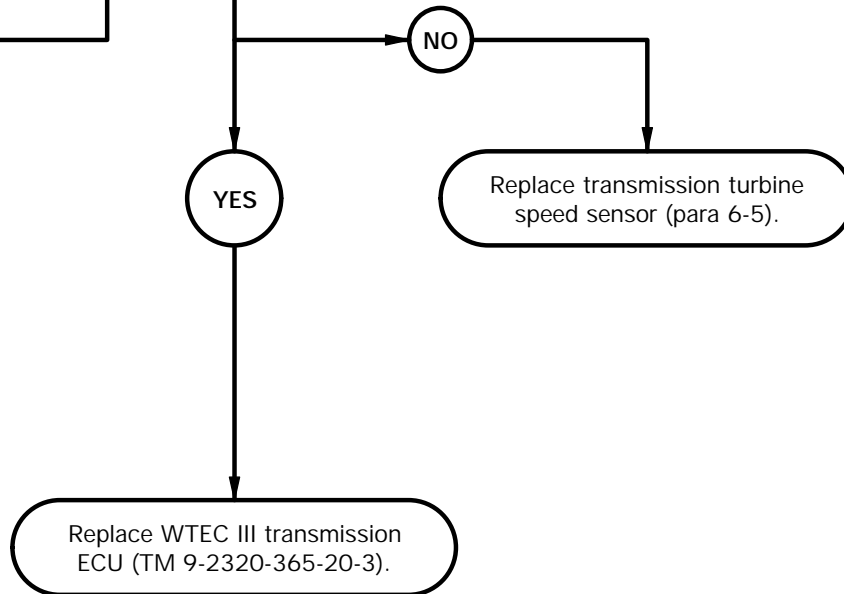 NO
YES
Replace transmission turbine
speed sensor (para 6-5).
Replace WTEC III transmission
ECU (TM 9-2320-365-20-3).